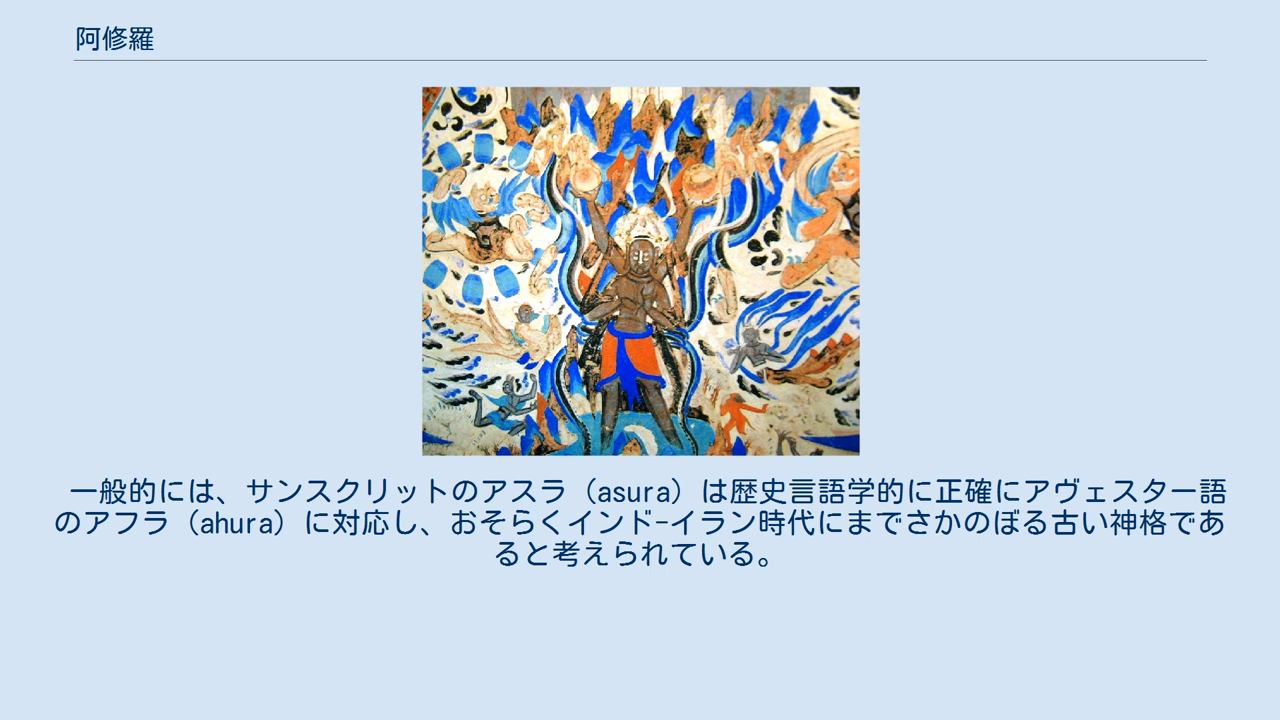 阿修羅
一般的には、サンスクリットのアスラ（asura）は歴史言語学的に正確にアヴェスター語
のアフラ（ahura）に対応し、おそらくインド-イラン時代にまでさかのぼる古い神格であ
ると考えられている。